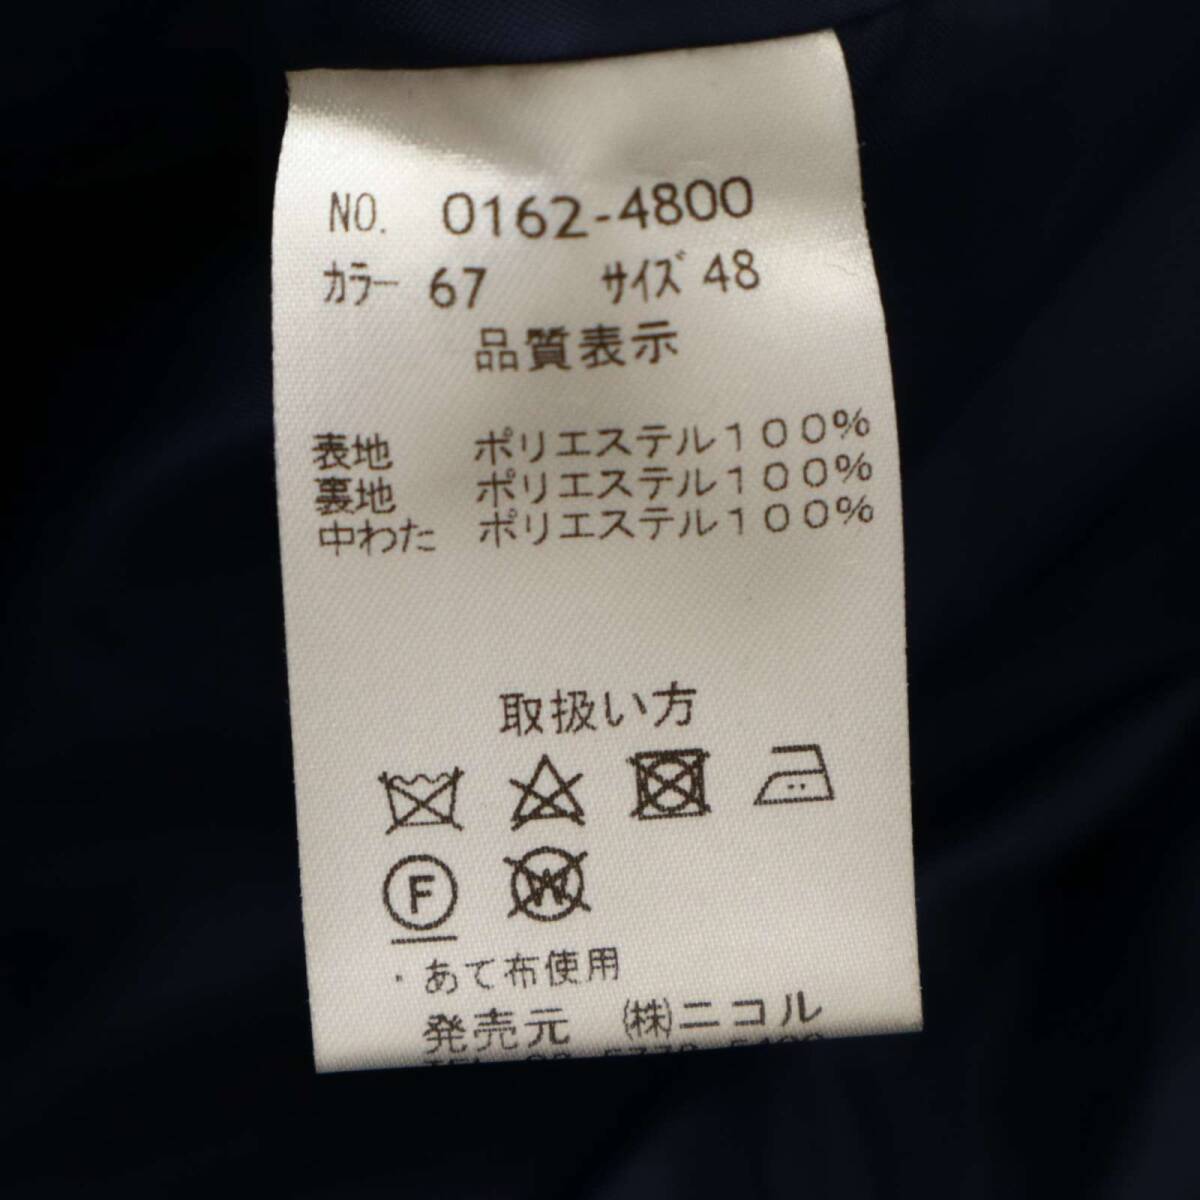 NO. 0162-4800
ｶﾗｰ 67 ｻｲｽﾞ 48
品質表示
表地 ポリエステル１００％
裏地 ポリエステル１００％
中わた ポリエステル１００％
取扱い方
F
W
・あて布使用
発売元 ㈱ニコル